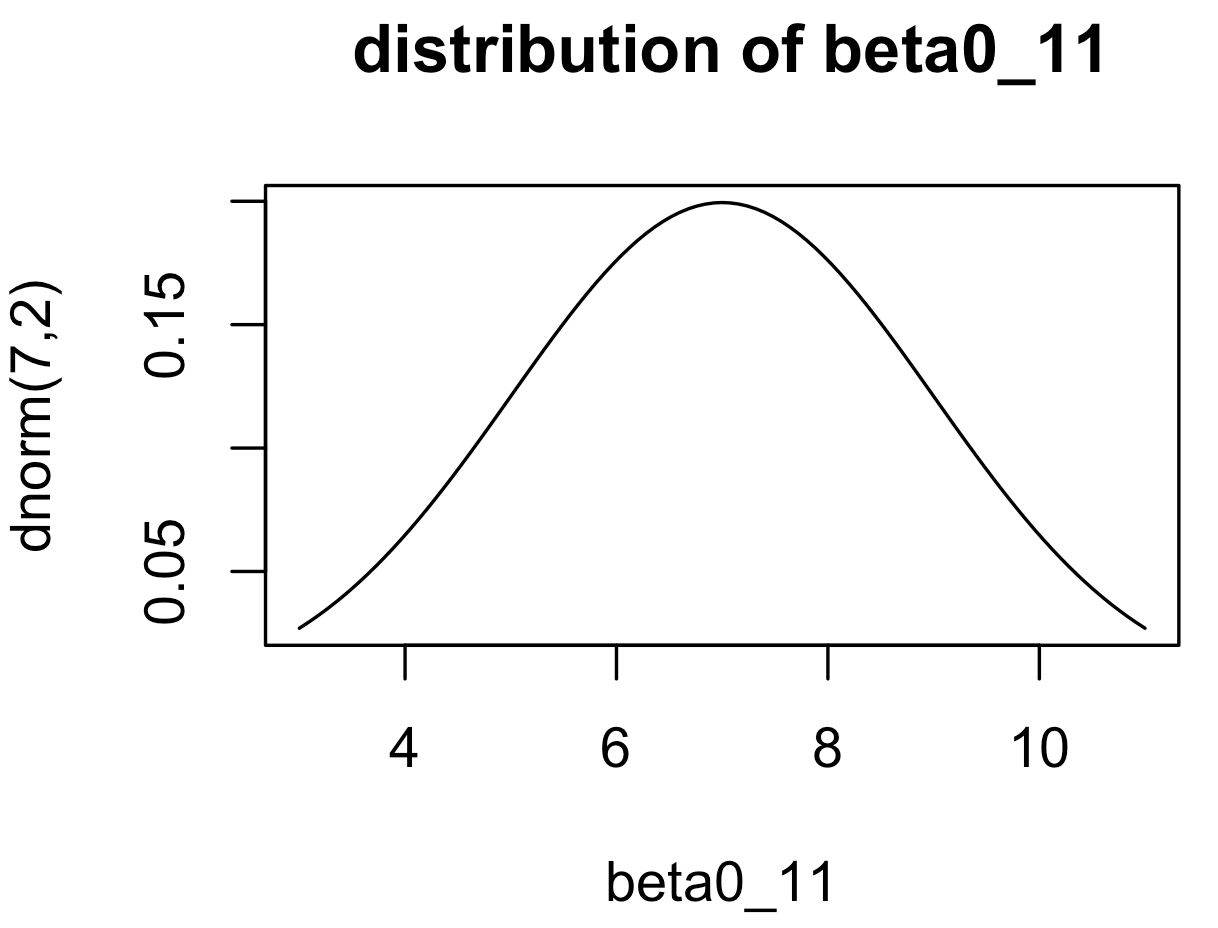 distribution of beta0_11
dnorm(7,2)
0.15
0.05
4 6 8 10
beta0_11